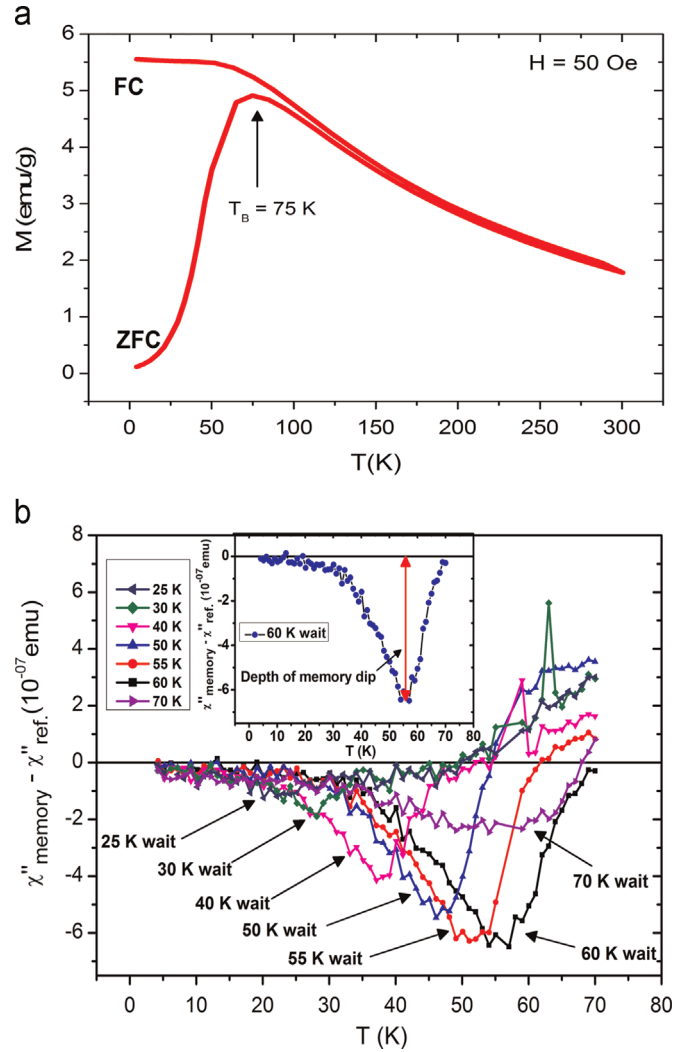 a
H = 50 Oe
FC
T_B = 75 K
ZFC
M (emu/g)
6
5
4
3
2
1
0
0 50 100 150 200 250 300
T(K)
b
χ''memory - χ''ref. (10⁻⁰⁷emu)
8
6
4
2
0
-2
-4
-6
25 K
30 K
40 K
50 K
55 K
60 K
70 K
χ''memory - χ''ref. (10⁻⁰⁷emu)
0
-2
-4
-6
60 K wait
Depth of memory dip
0 10 20 30 40 50 60 70 80
T (K)
25 K wait
30 K wait
40 K wait
50 K wait
55 K wait
60 K wait
70 K wait
0 10 20 30 40 50 60 70 80
T (K)